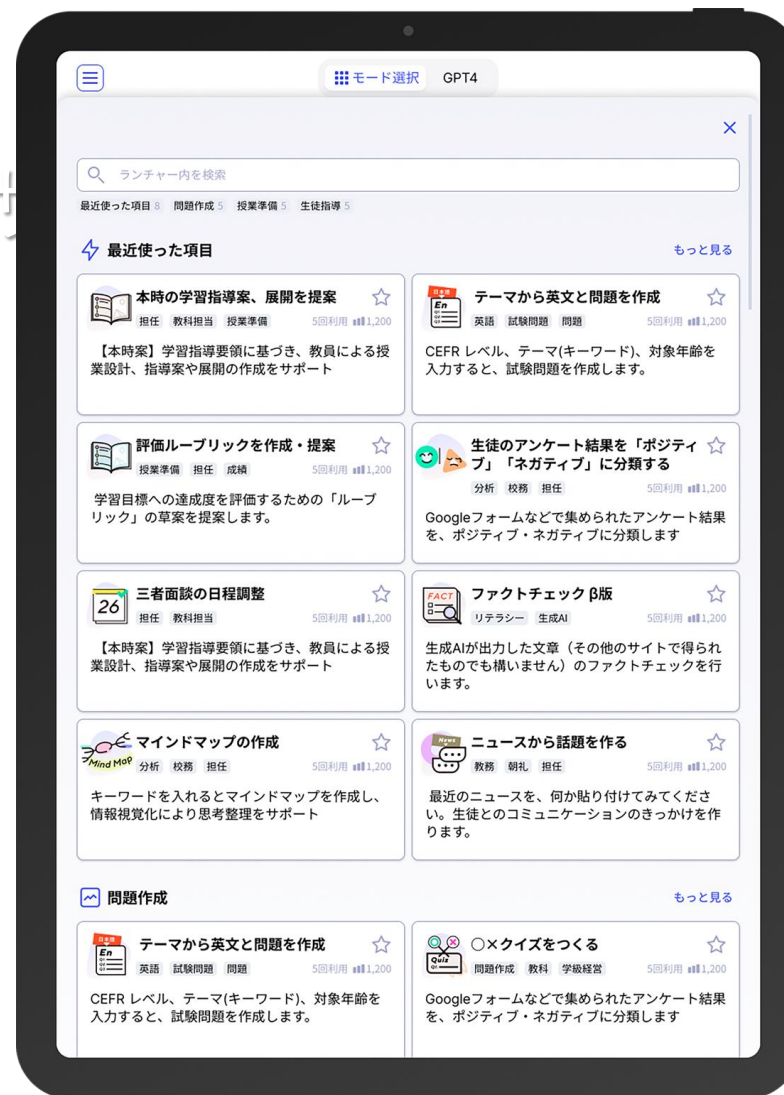 モード選択 GPT4
ランチャー内を検索
最近使った項目 8 問題作成 5 授業準備 5 生徒指導 5
最近使った項目 もっと見る
本時の学習指導案、展開を提案
担任 教科担当 授業準備 5回利用 1,200
【本時案】学習指導要領に基づき、教員による授
業設計、指導案や展開の作成をサポート
日本語
En
テーマから英文と問題を作成
英語 試験問題 問題 5回利用 1,200
CEFR レベル、テーマ(キーワード)、対象年齢を
入力すると、試験問題を作成します。
評価ルーブリックを作成・提案
授業準備 担任 成績 5回利用 1,200
学習目標への達成度を評価するための「ルーブ
リック」の草案を提案します。
生徒のアンケート結果を「ポジティ
ブ」「ネガティブ」に分類する
分析 校務 担任 5回利用 1,200
Googleフォームなどで集められたアンケート結果
を、ポジティブ・ネガティブに分類します
26
三者面談の日程調整
担任 教科担当 5回利用 1,200
【本時案】学習指導要領に基づき、教員による授
業設計、指導案や展開の作成をサポート
FACT
ファクトチェック β版
リテラシー 生成AI 5回利用 1,200
生成AIが出力した文章（その他のサイトで得られ
たものでも構いません）のファクトチェックを行
います。
Mind Map
マインドマップの作成
分析 校務 担任 5回利用 1,200
キーワードを入れるとマインドマップを作成し、
情報視覚化により思考整理をサポート
News
ニュースから話題を作る
教務 朝礼 担任 5回利用 1,200
最近のニュースを、何か貼り付けてみてくださ
い。生徒とのコミュニケーションのきっかけを作
ります。
問題作成 もっと見る
日本語
En
テーマから英文と問題を作成
英語 試験問題 問題 5回利用 1,200
CEFR レベル、テーマ(キーワード)、対象年齢を
入力すると、試験問題を作成します。
Quiz
〇×クイズをつくる
問題作成 教科 学級経営 5回利用 1,200
Googleフォームなどで集められたアンケート結果
を、ポジティブ・ネガティブに分類します